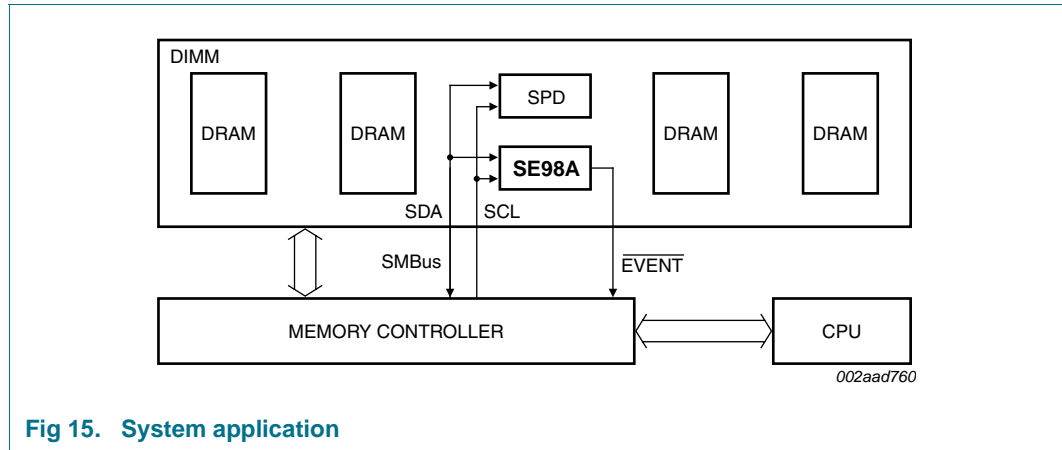 DIMM
DRAM
DRAM
SPD
SE98A
DRAM
DRAM
SDA
SCL
SMBus
EVENT
MEMORY CONTROLLER
CPU
002aad760
Fig 15. System application